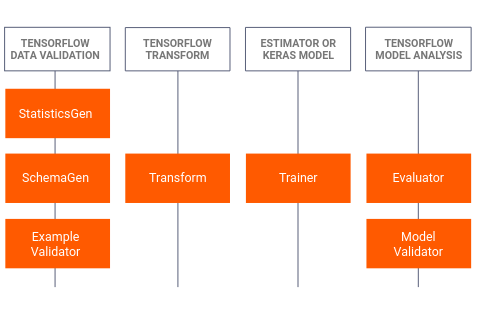 TENSORFLOW
DATA VALIDATION
TENSORFLOW
TRANSFORM
ESTIMATOR OR
KERAS MODEL
TENSORFLOW
MODEL ANALYSIS
StatisticsGen
SchemaGen
Transform
Trainer
Evaluator
Example
Validator
Model
Validator